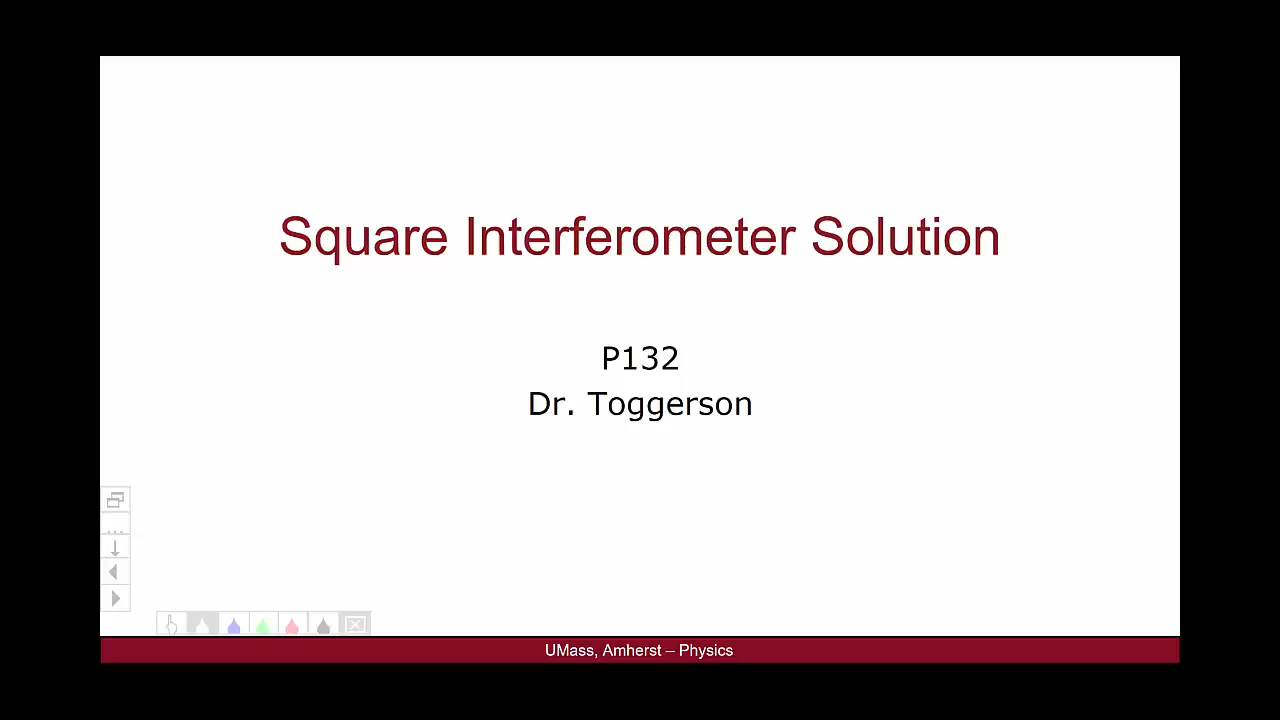 Square Interferometer Solution
P132
Dr. Toggerson
...
UMass, Amherst – Physics